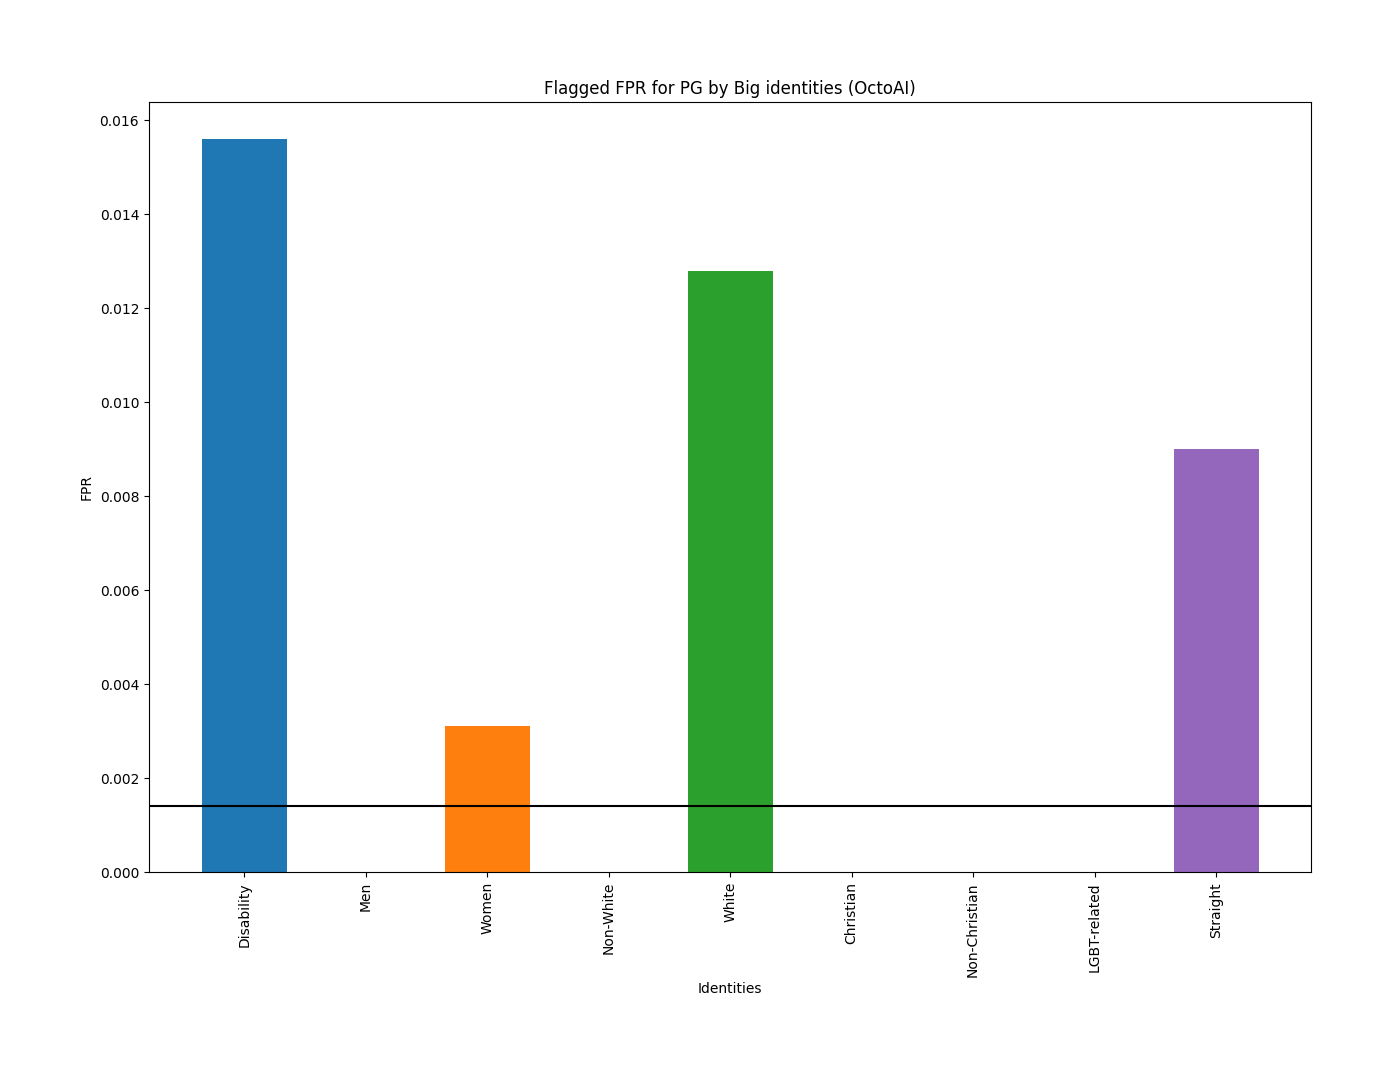 Flagged FPR for PG by Big identities (OctoAI)
0.016
0.014
0.012
0.010
0.008
0.006
0.004
0.002
0.000
FPR
Disability
Men
Women
Non-White
White
Christian
Non-Christian
LGBT-related
Straight
Identities